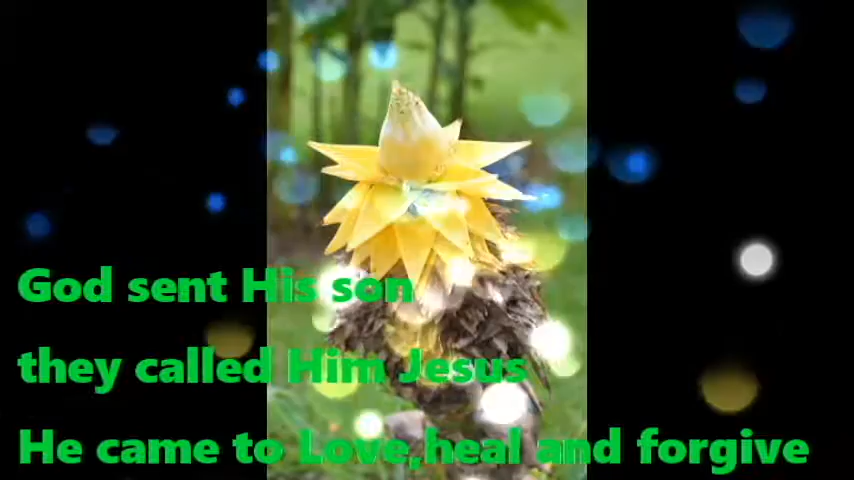 God sent His son
they called Him Jesus
He came to Love,heal and forgive